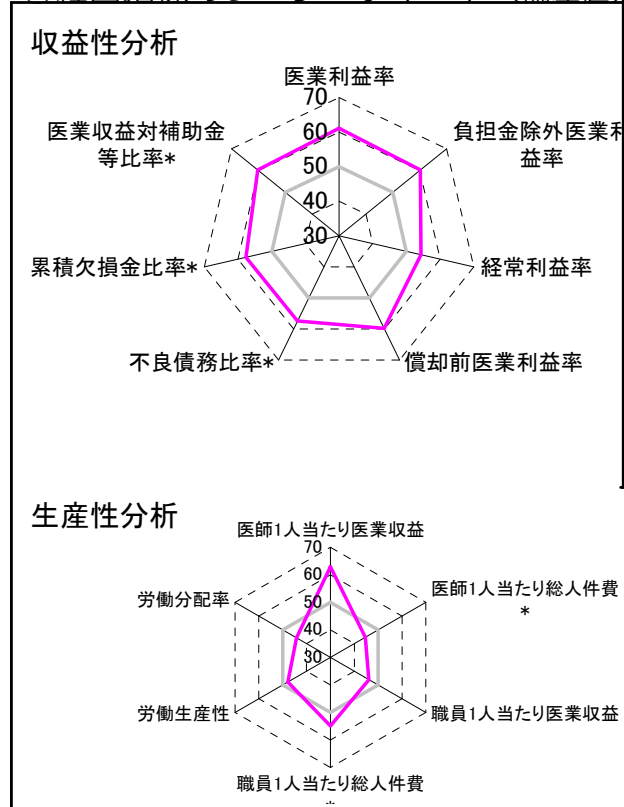 収益性分析
医業利益率
70
60
50
40
30
医業収益対補助金
等比率*
負担金除外医業利
益率
累積欠損金比率*
経常利益率
不良債務比率*
償却前医業利益率
生産性分析
医師1人当たり医業収益
70
60
50
40
30
労働分配率
医師1人当たり総人件費
*
労働生産性
職員1人当たり医業収益
職員1人当たり総人件費
*